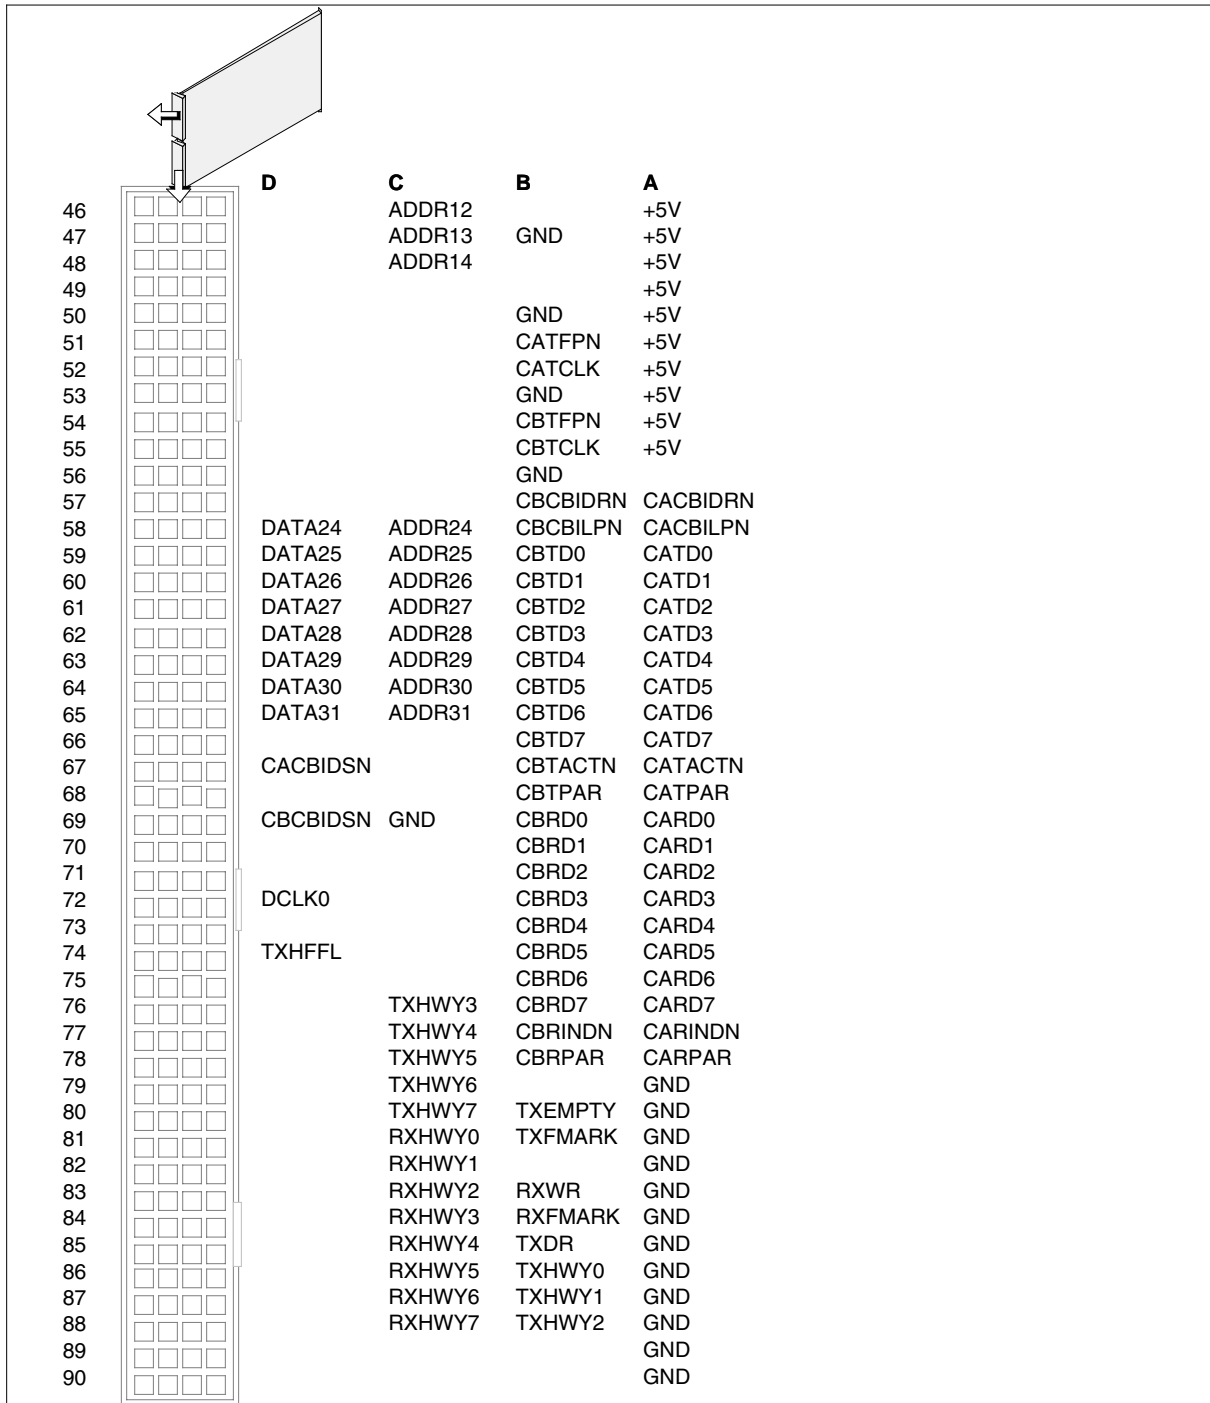 D C B A
46 ADDR12 +5V
47 ADDR13 GND +5V
48 ADDR14 +5V
49 +5V
50 GND +5V
51 CATFPN +5V
52 CATCLK +5V
53 GND +5V
54 CBTFPN +5V
55 CBTCLK +5V
56 GND
57 CBCBIDRN CACBIDRN
58 DATA24 ADDR24 CBCBILPN CACBILPN
59 DATA25 ADDR25 CBTD0 CATD0
60 DATA26 ADDR26 CBTD1 CATD1
61 DATA27 ADDR27 CBTD2 CATD2
62 DATA28 ADDR28 CBTD3 CATD3
63 DATA29 ADDR29 CBTD4 CATD4
64 DATA30 ADDR30 CBTD5 CATD5
65 DATA31 ADDR31 CBTD6 CATD6
66 CBTD7 CATD7
67 CACBIDSN CBTACTN CATACTN
68 CBTPAR CATPAR
69 CBCBIDSN GND CBRD0 CARD0
70 CBRD1 CARD1
71 CBRD2 CARD2
72 DCLK0 CBRD3 CARD3
73 CBRD4 CARD4
74 TXHFFL CBRD5 CARD5
75 CBRD6 CARD6
76 TXHWY3 CBRD7 CARD7
77 TXHWY4 CBRINDN CARINDN
78 TXHWY5 CBRPAR CARPAR
79 TXHWY6 GND
80 TXHWY7 TXEMPTY GND
81 RXHWY0 TXFMARK GND
82 RXHWY1 GND
83 RXHWY2 RXWR GND
84 RXHWY3 RXFMARK GND
85 RXHWY4 TXDR GND
86 RXHWY5 TXHWY0 GND
87 RXHWY6 TXHWY1 GND
88 RXHWY7 TXHWY2 GND
89 GND
90 GND